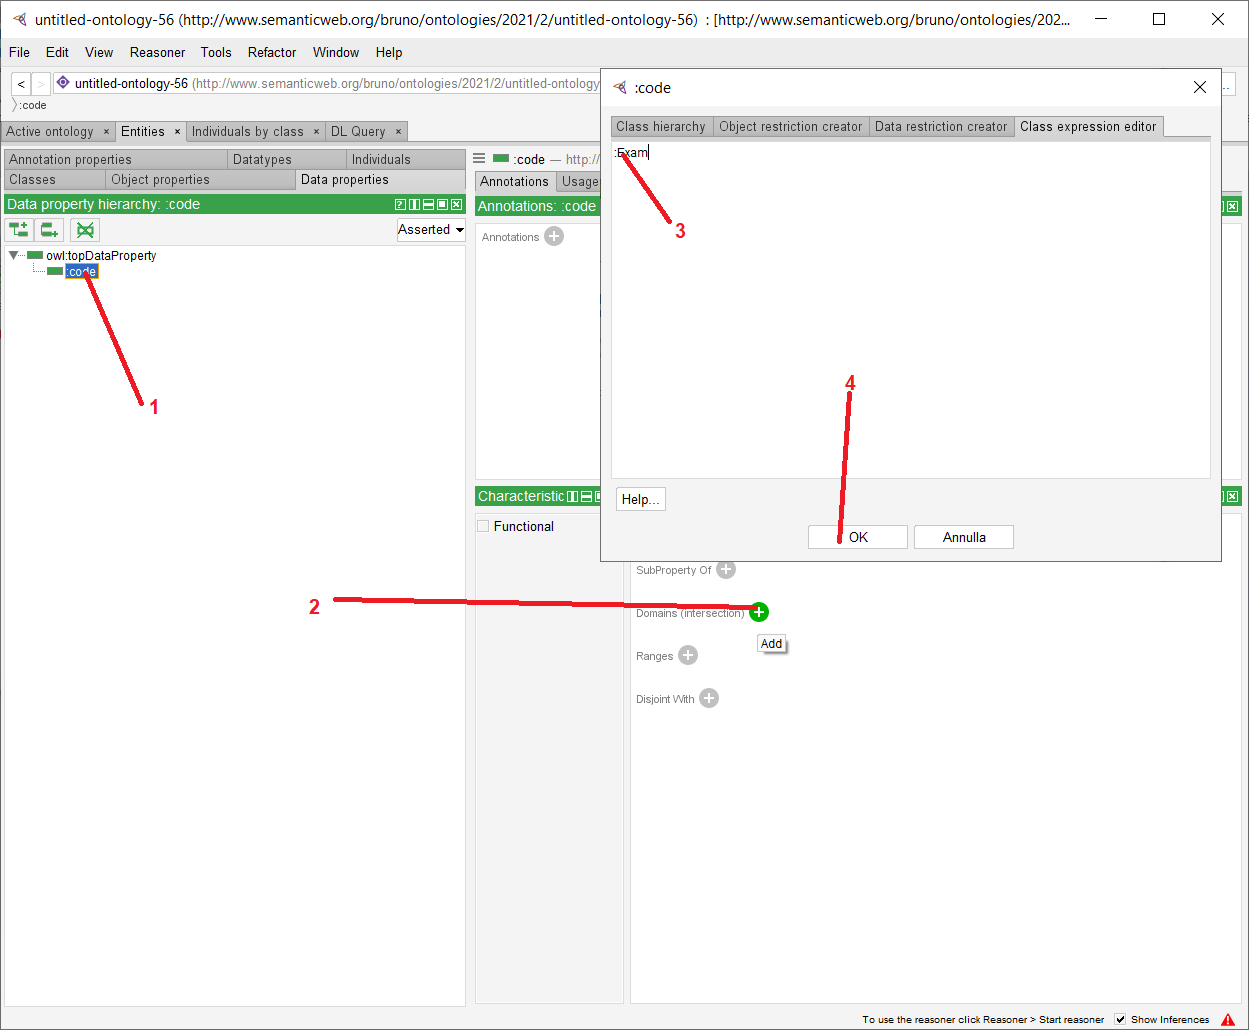 untitled-ontology-56 (http://www.semanticweb.org/bruno/ontologies/2021/2/untitled-ontology-56) : [http://www.semanticweb.org/bruno/ontologies/202...
File Edit View Reasoner Tools Refactor Window Help
< > untitled-ontology-56 (http://www.semanticweb.org/bruno/ontologies/2021/2/untitled-ontology
:code
Active ontology × Entities × Individuals by class × DL Query ×
Annotation properties Datatypes Individuals
Classes Object properties Data properties
Data property hierarchy: :code
Asserted
owl:topDataProperty
:code
1
:code — http://
Annotations Usage
Annotations: :code
Annotations
:code
Class hierarchy Object restriction creator Data restriction creator Class expression editor
:Exam
3
4
Help...
OK Annulla
Characteristic
Functional
SubProperty Of
2
Domains (intersection)
Add
Ranges
Disjoint With
To use the reasoner click Reasoner > Start reasoner Show Inferences